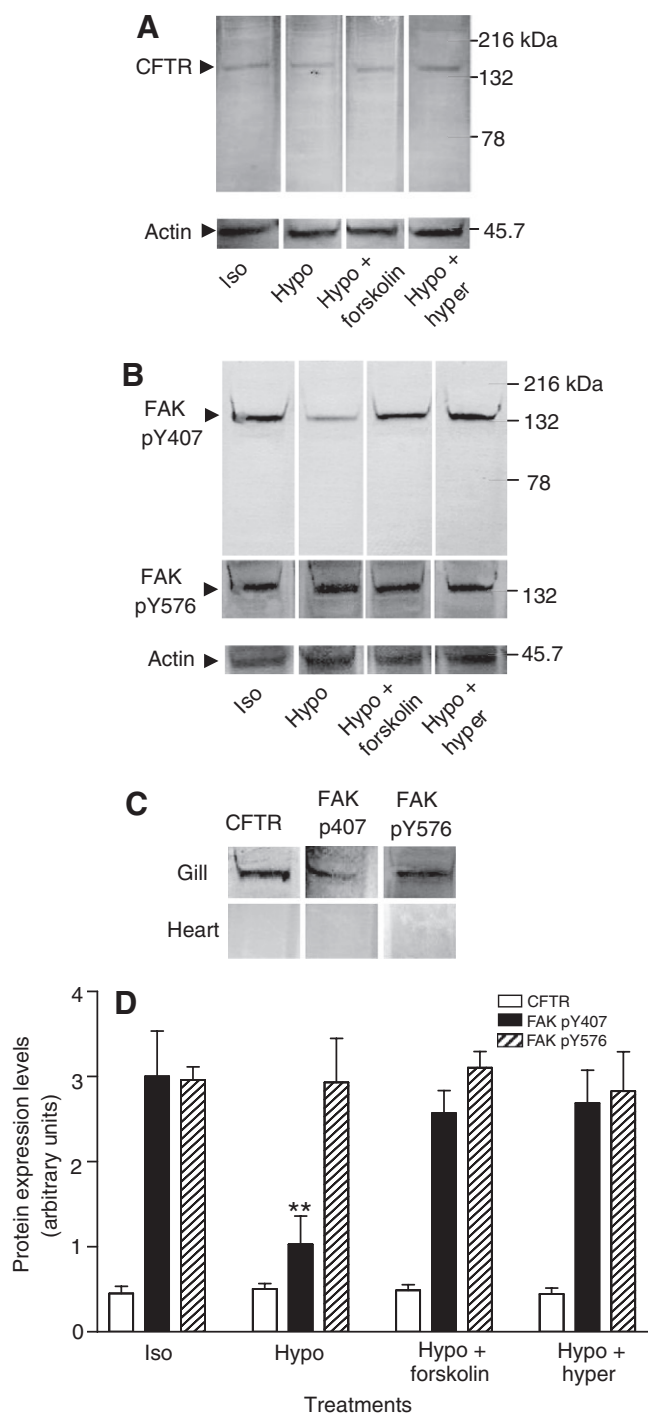 A
216 kDa
CFTR
132
78
Actin
45.7
Iso
Hypo
Hypo +
forskolin
Hypo +
hyper
B
216 kDa
FAK
pY407
132
78
FAK
pY576
132
Actin
45.7
Iso
Hypo
Hypo +
forskolin
Hypo +
hyper
C
CFTR
FAK
p407
FAK
pY576
Gill
Heart
D
CFTR
FAK pY407
FAK pY576
Protein expression levels
(arbitrary units)
4
3
2
1
0
**
Iso
Hypo
Hypo +
forskolin
Hypo +
hyper
Treatments